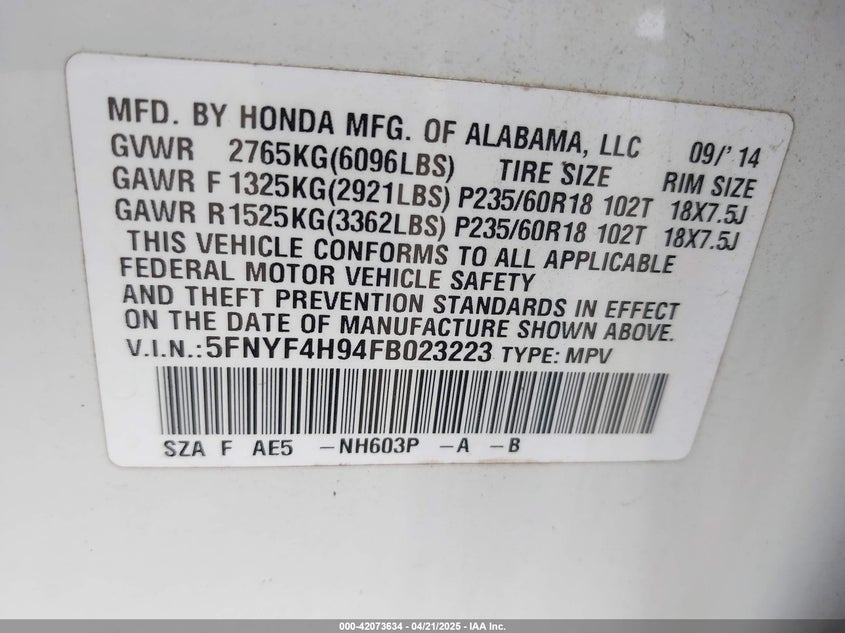 MFD. BY HONDA MFG. OF ALABAMA, LLC 09/' 14
GVWR 2765KG(6096LBS) TIRE SIZE RIM SIZE
GAWR F 1325KG(2921LBS) P235/60R18 102T 18X7.5J
GAWR R 1525KG(3362LBS) P235/60R18 102T 18X7.5J
THIS VEHICLE CONFORMS TO ALL APPLICABLE
FEDERAL MOTOR VEHICLE SAFETY
AND THEFT PREVENTION STANDARDS IN EFFECT
ON THE DATE OF MANUFACTURE SHOWN ABOVE.
V.I.N.:5FNYF4H94FB023223 TYPE: MPV
SZA F AE5 -NH603P -A -B
000-42073634 / 04/21/2025 - IAA Inc.